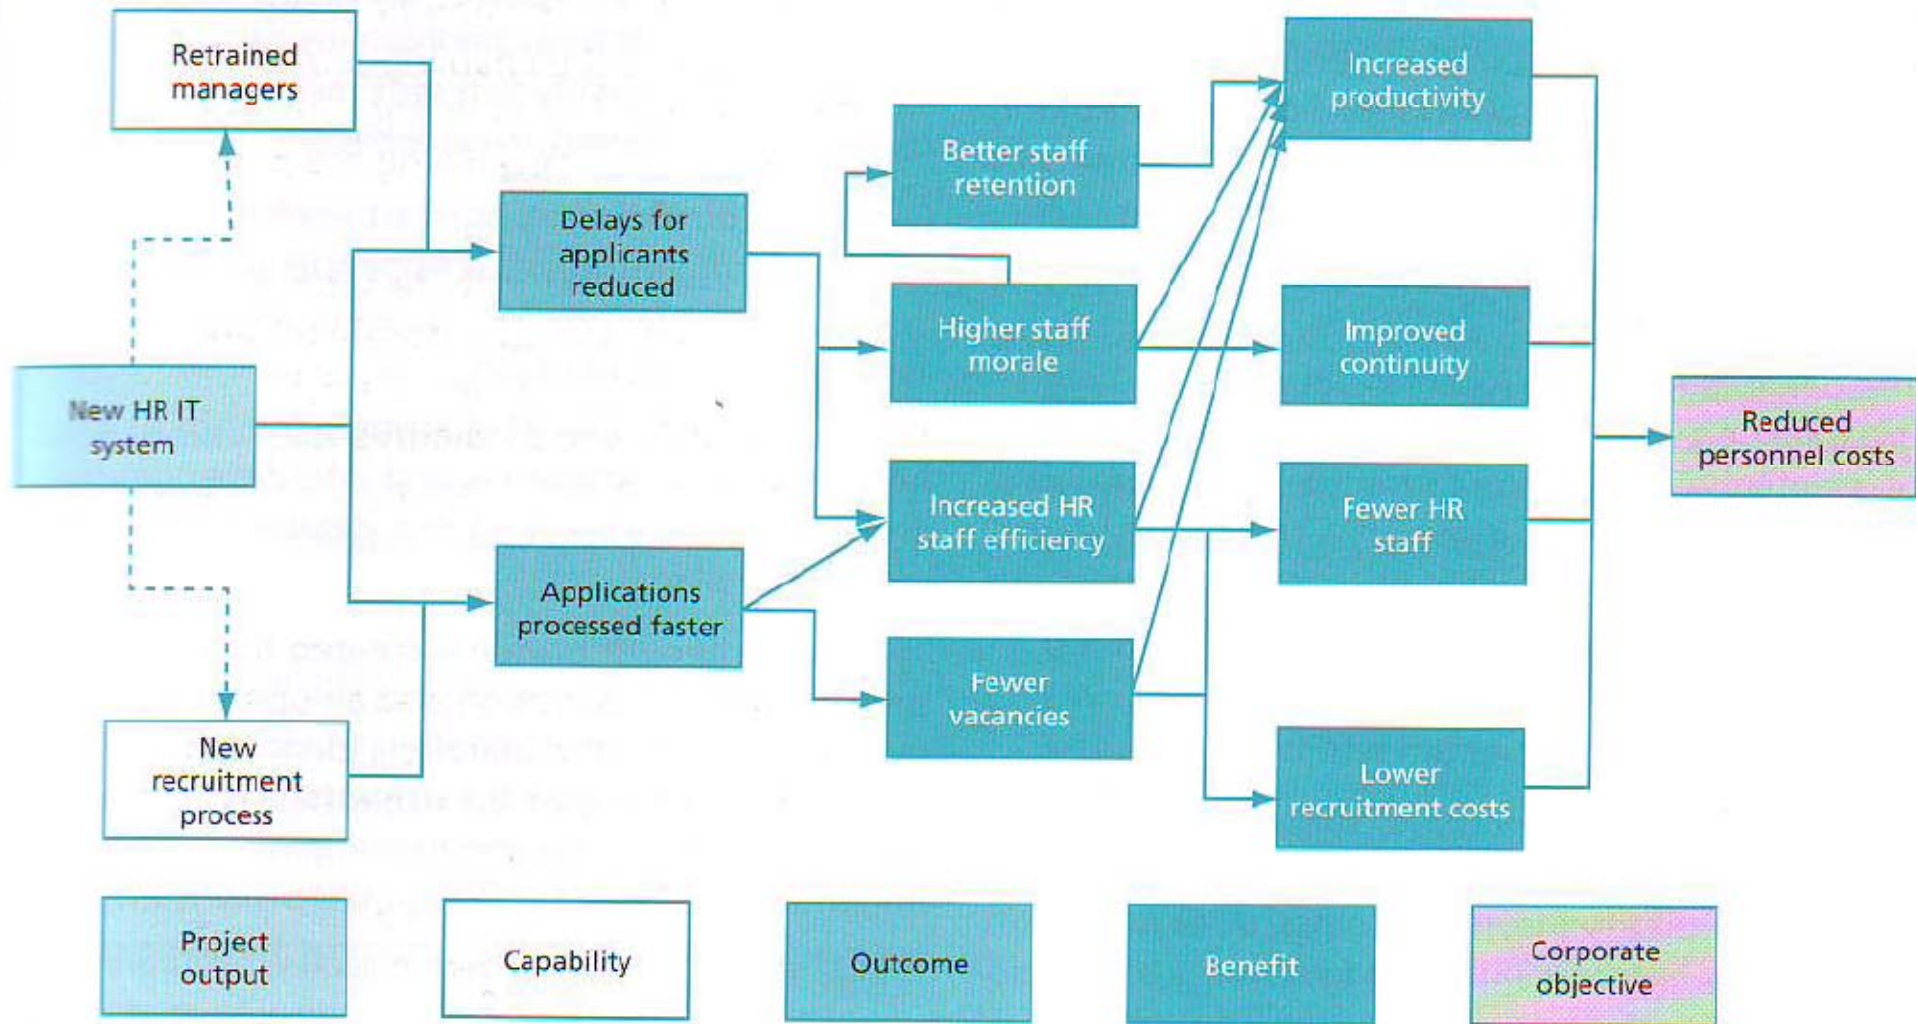 Retrained
managers
New HR IT
system
New
recruitment
process
Delays for
applicants
reduced
Applications
processed faster
Better staff
retention
Higher staff
morale
Increased HR
staff efficiency
Fewer
vacancies
Increased
productivity
Improved
continuity
Fewer HR
staff
Lower
recruitment costs
Reduced
personnel costs
Project
output
Capability
Outcome
Benefit
Corporate
objective